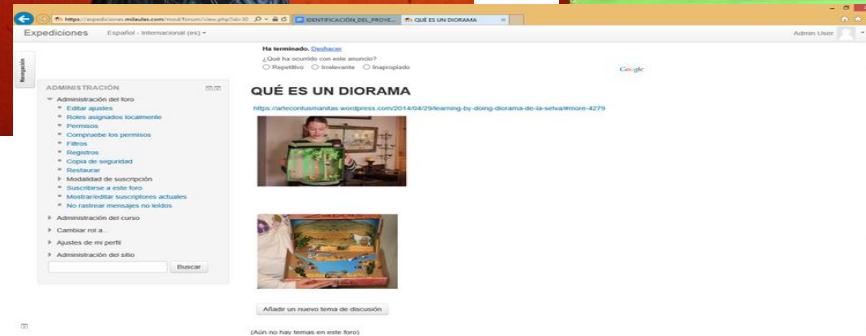 https://expediciones.milaulas.com/mod/forum/view.php?id=30
IDENTIFICACIÓN_DEL_PROYE...
QUÉ ES UN DIORAMA
Expediciones
Español - Internacional (es)
Admin User
Navegación
Ha terminado. Deshacer
¿Qué ha ocurrido con este anuncio?
Repetitivo
Irrelevante
Inapropiado
Google
ADMINISTRACIÓN
Administración del foro
Editar ajustes
Roles asignados localmente
Permisos
Compruebe los permisos
Filtros
Registros
Copia de seguridad
Restaurar
Modalidad de suscripción
Suscribirse a este foro
Mostrar/editar suscriptores actuales
No rastrear mensajes no leídos
Administración del curso
Cambiar rol a...
Ajustes de mi perfil
Administración del sitio
Buscar
QUÉ ES UN DIORAMA
https://artecontusmanitas.wordpress.com/2014/04/29/learning-by-doing-diorama-de-la-selva/#more-4279
Añadir un nuevo tema de discusión
(Aún no hay temas en este foro)